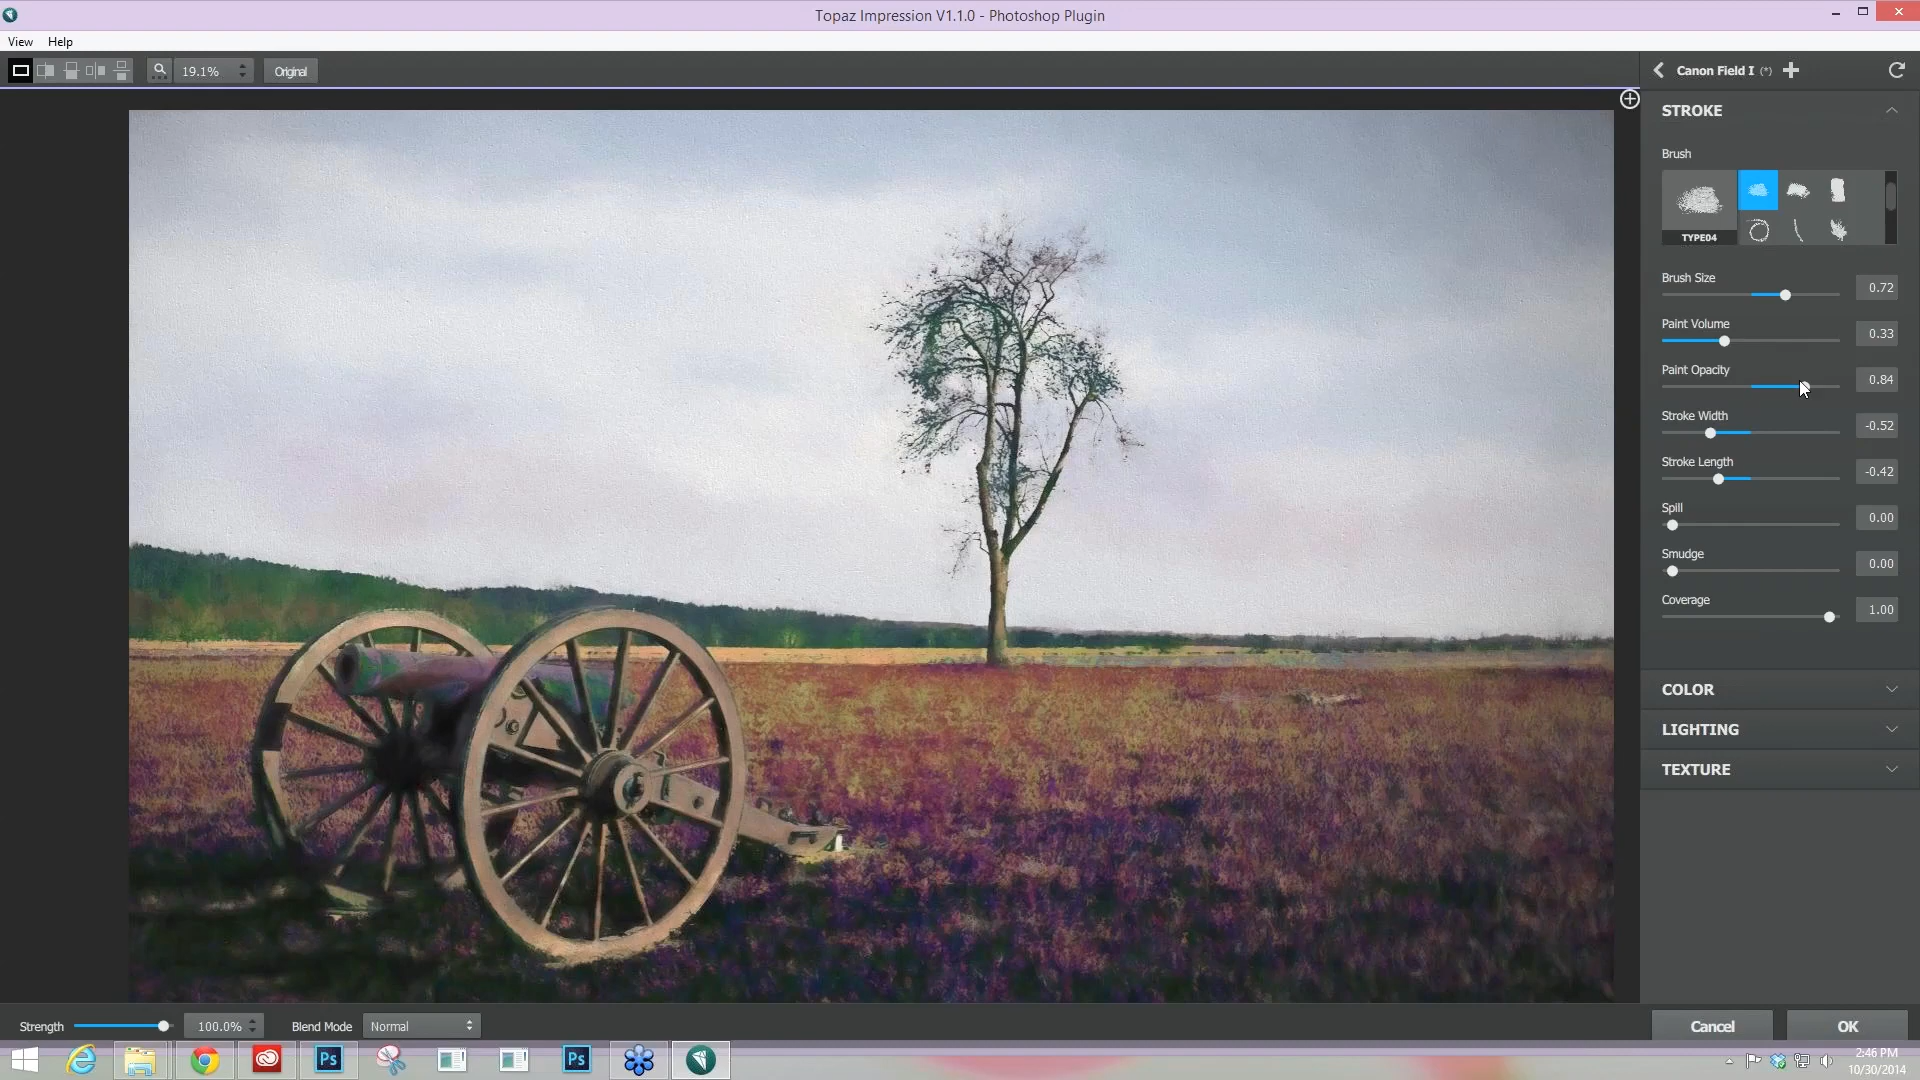 Topaz Impression V1.1.0 - Photoshop Plugin
View Help
19.1% Original
Canon Field I (*)
STROKE
Brush
TYPE04
Brush Size 0.72
Paint Volume 0.33
Paint Opacity 0.84
Stroke Width -0.52
Stroke Length -0.42
Spill 0.00
Smudge 0.00
Coverage 1.00
COLOR
LIGHTING
TEXTURE
Strength 100.0% Blend Mode Normal Cancel OK
Ps Ps
2:46 PM
10/30/2014